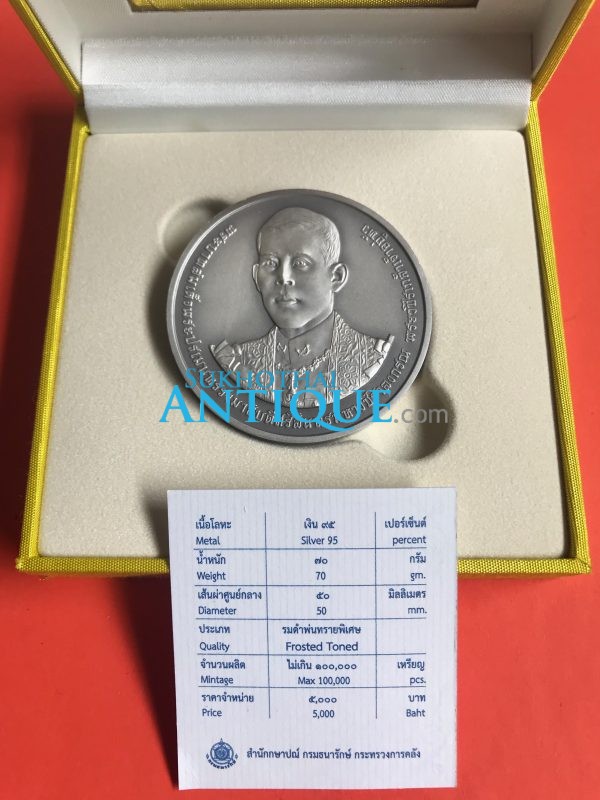 SUKHOTHAI
ANTIQUE.com
เนื้อโลหะ เงิน ๙๕ เปอร์เซ็นต์
Metal Silver 95 percent
น้ำหนัก ๗๐ กรัม
Weight 70 gm.
เส้นผ่าศูนย์กลาง ๕๐ มิลลิเมตร
Diameter 50 mm.
ประเภท รมดำพ่นทรายพิเศษ
Quality Frosted Toned
จำนวนผลิต ไม่เกิน ๑๐๐,๐๐๐ เหรียญ
Mintage Max 100,000 pcs.
ราคาจำหน่าย ๕,๐๐๐ บาท
Price 5,000 Baht
สำนักกษาปณ์ กรมธนารักษ์ กระทรวงการคลัง